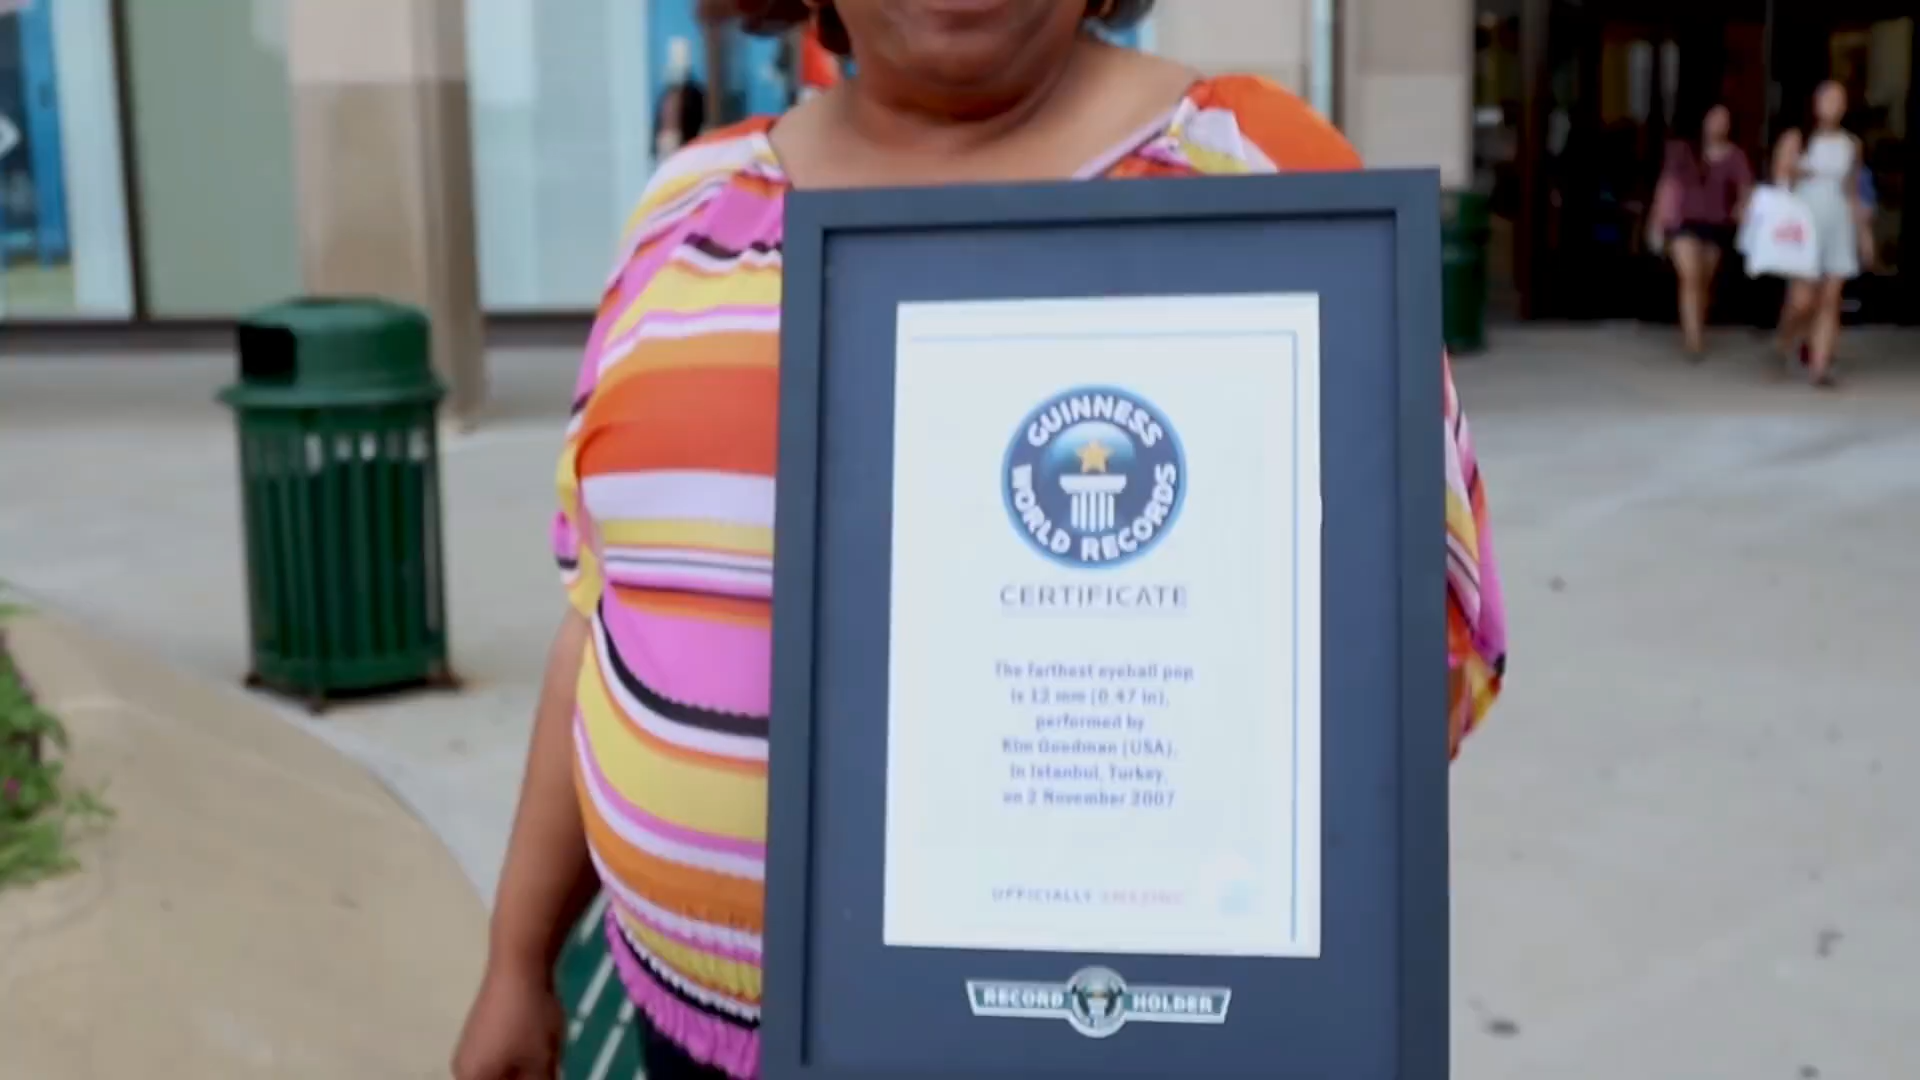 GUINNESS
WORLD RECORDS
CERTIFICATE
The farthest eyeball pop
is 12 mm (0.47 in),
performed by
Kim Goodman (USA),
in Istanbul, Turkey,
on 2 November 2007
OFFICIALLY AMAZING
RECORD HOLDER